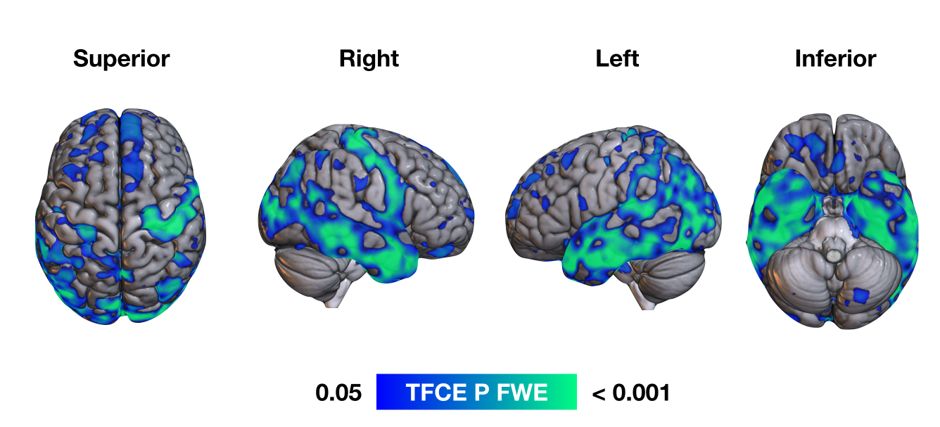 Superior Right Left Inferior
0.05 TFCE P FWE < 0.001